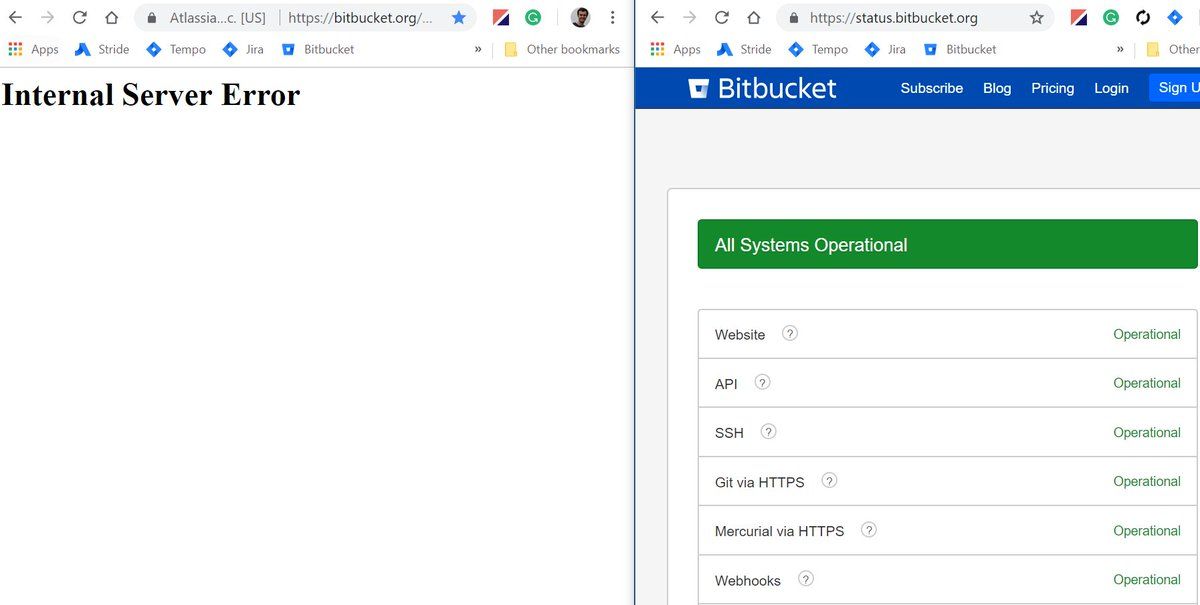 Atlassia...c. [US] https://bitbucket.org/...
Apps Stride Tempo Jira Bitbucket » Other bookmarks
Internal Server Error
https://status.bitbucket.org
Apps Stride Tempo Jira Bitbucket » Other
Bitbucket Subscribe Blog Pricing Login Sign U
All Systems Operational
Website ? Operational
API ? Operational
SSH ? Operational
Git via HTTPS ? Operational
Mercurial via HTTPS ? Operational
Webhooks ? Operational